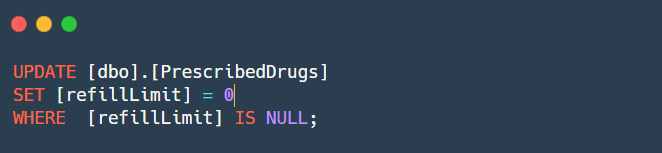 UPDATE [dbo].[PrescribedDrugs]
SET [refillLimit] = 0
WHERE  [refillLimit] IS NULL;